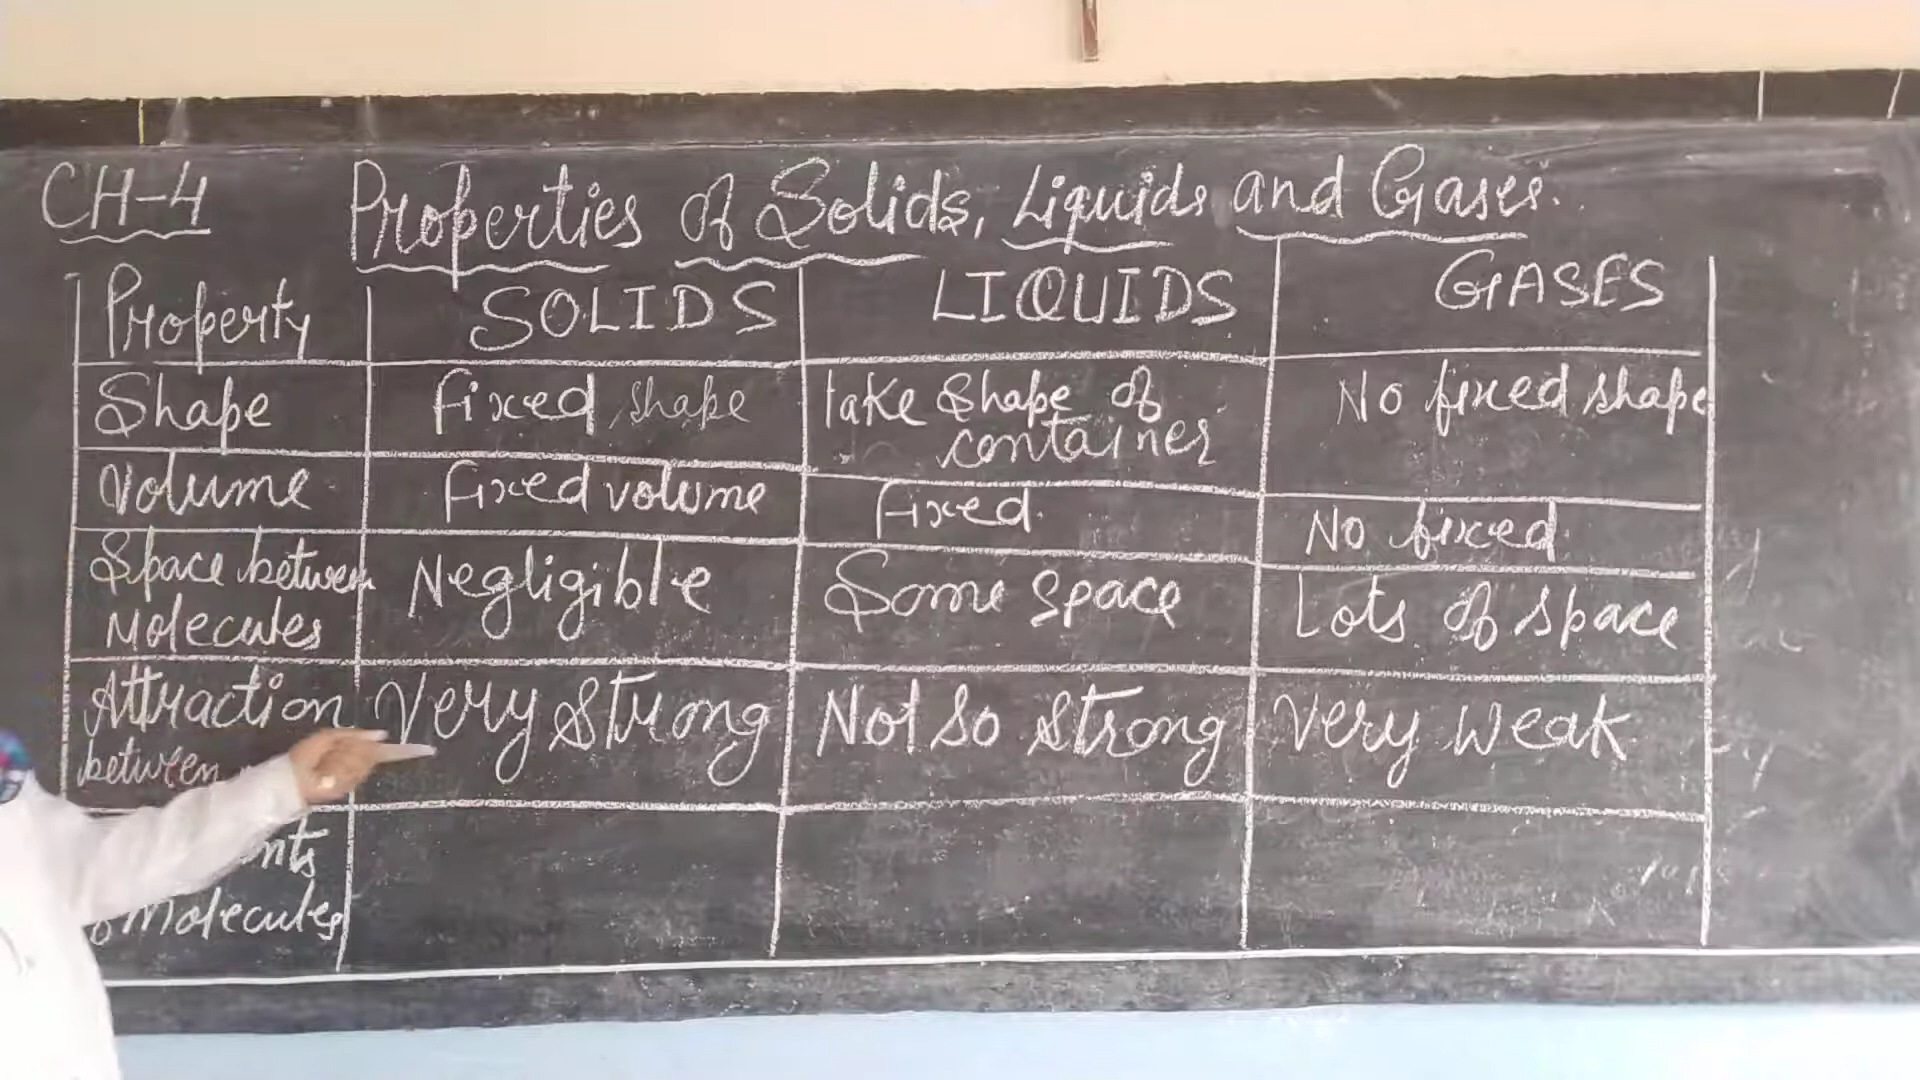 CH-4 Properties of Solids, Liquids and Gases.
Property SOLIDS LIQUIDS GASES
Shape fixed shape take shape of container No fixed shape
Volume fixed volume fixed. No fixed
Space between Molecules Negligible Some space Lots of space
Attraction between Very strong Not so strong Very weak
Molecules